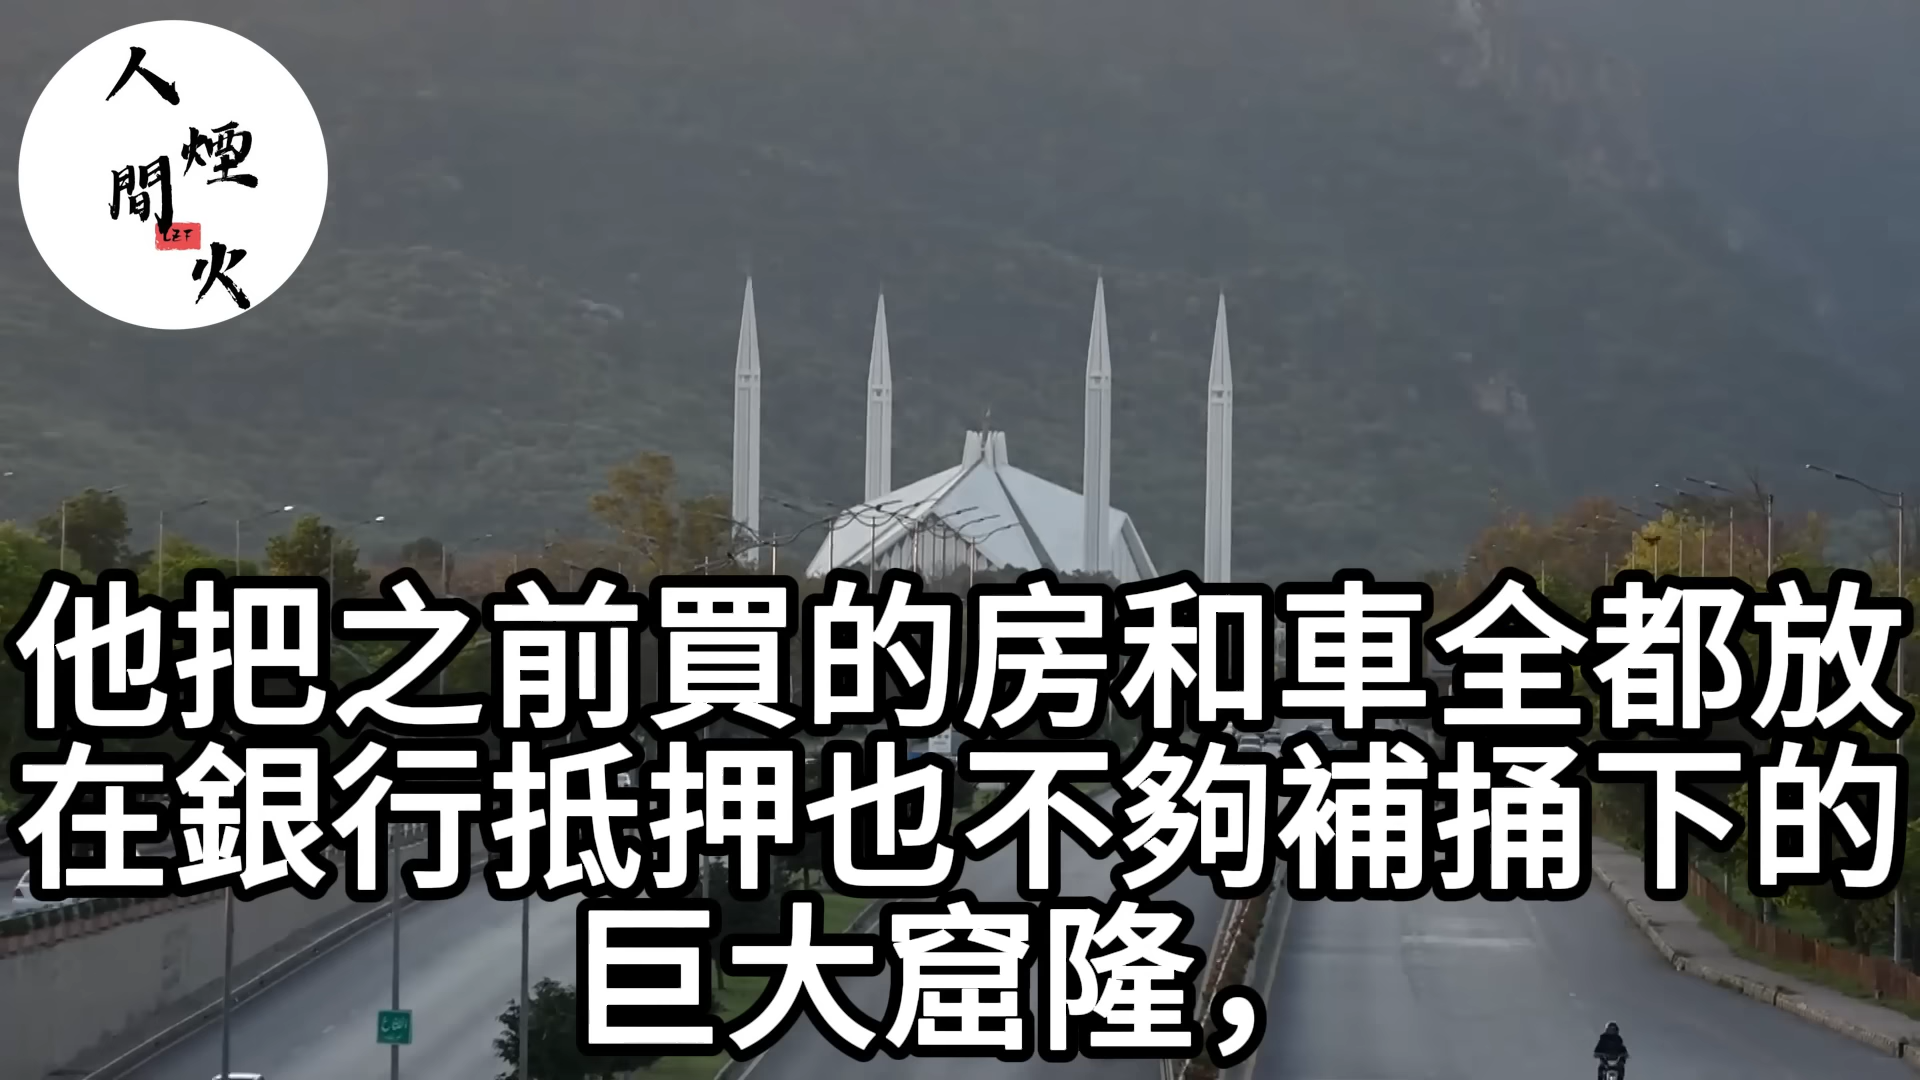 人間煙火
LZF
他把之前買的房和車全都放
在銀行抵押也不夠補捅下的
巨大窟隆，